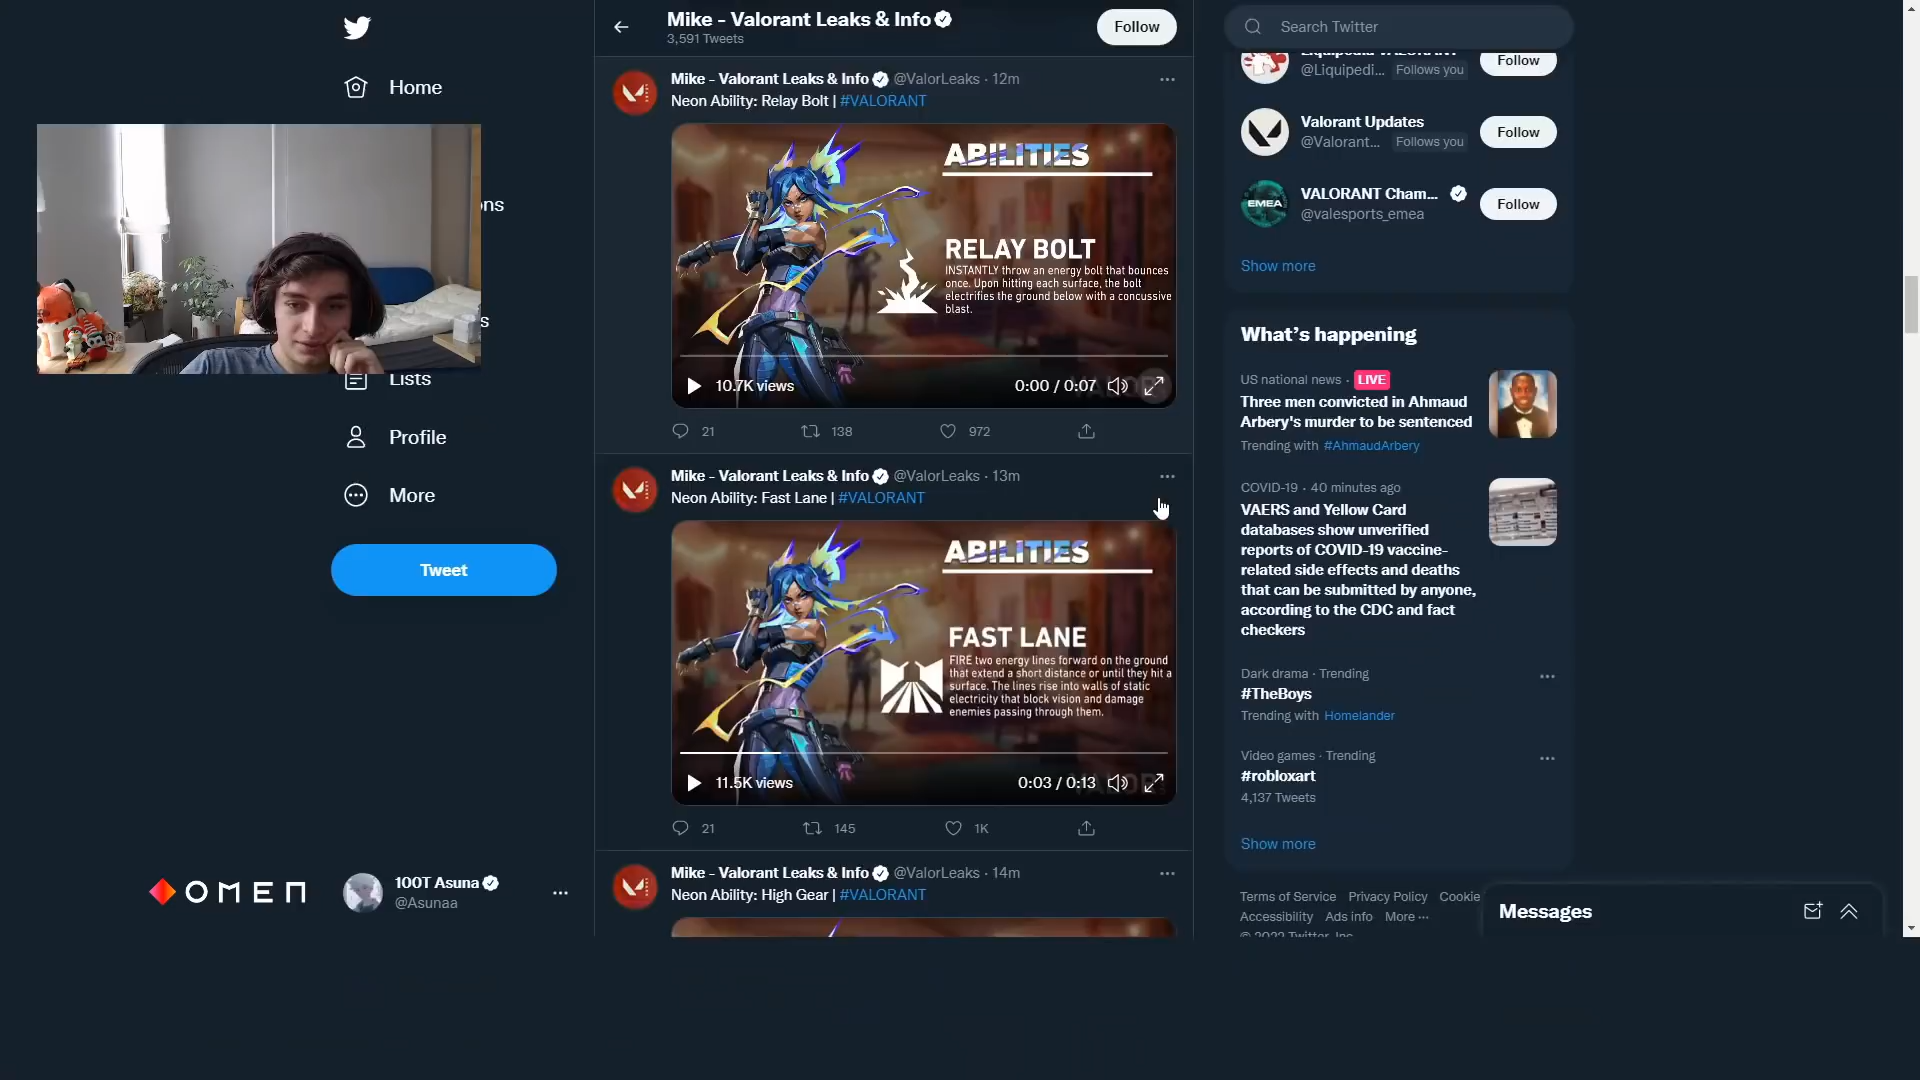 Home
ons
s
Lists
Profile
More
Tweet
OMEN
100T Asuna
@Asunaa
Mike - Valorant Leaks & Info
3,591 Tweets
Follow
Mike - Valorant Leaks & Info @ValorLeaks · 12m
Neon Ability: Relay Bolt | #VALORANT
ABILITIES
RELAY BOLT
INSTANTLY throw an energy bolt that bounces
once. Upon hitting each surface, the bolt
electrifies the ground below with a concussive
blast.
10.7K views
0:00 / 0:07
21
138
972
Mike - Valorant Leaks & Info @ValorLeaks · 13m
Neon Ability: Fast Lane | #VALORANT
ABILITIES
FAST LANE
FIRE two energy lines forward on the ground
that extend a short distance or until they hit a
surface. The lines rise into walls of static
electricity that block vision and damage
enemies passing through them.
11.5K views
0:03 / 0:13
21
145
1K
Mike - Valorant Leaks & Info @ValorLeaks · 14m
Neon Ability: High Gear | #VALORANT
Search Twitter
Liquipedia VALORANT
@Liquipedi... Follows you
Follow
Valorant Updates
@Valorant... Follows you
Follow
EMEA
VALORANT Cham...
@valesports_emea
Follow
Show more
What's happening
US national news · LIVE
Three men convicted in Ahmaud
Arbery's murder to be sentenced
Trending with #AhmaudArbery
COVID-19 · 40 minutes ago
VAERS and Yellow Card
databases show unverified
reports of COVID-19 vaccine-
related side effects and deaths
that can be submitted by anyone,
according to the CDC and fact
checkers
Dark drama · Trending
#TheBoys
Trending with Homelander
Video games · Trending
#robloxart
4,137 Tweets
Show more
Terms of Service Privacy Policy Cookie
Accessibility Ads info More ···
© 2022 Twitter, Inc.
Messages